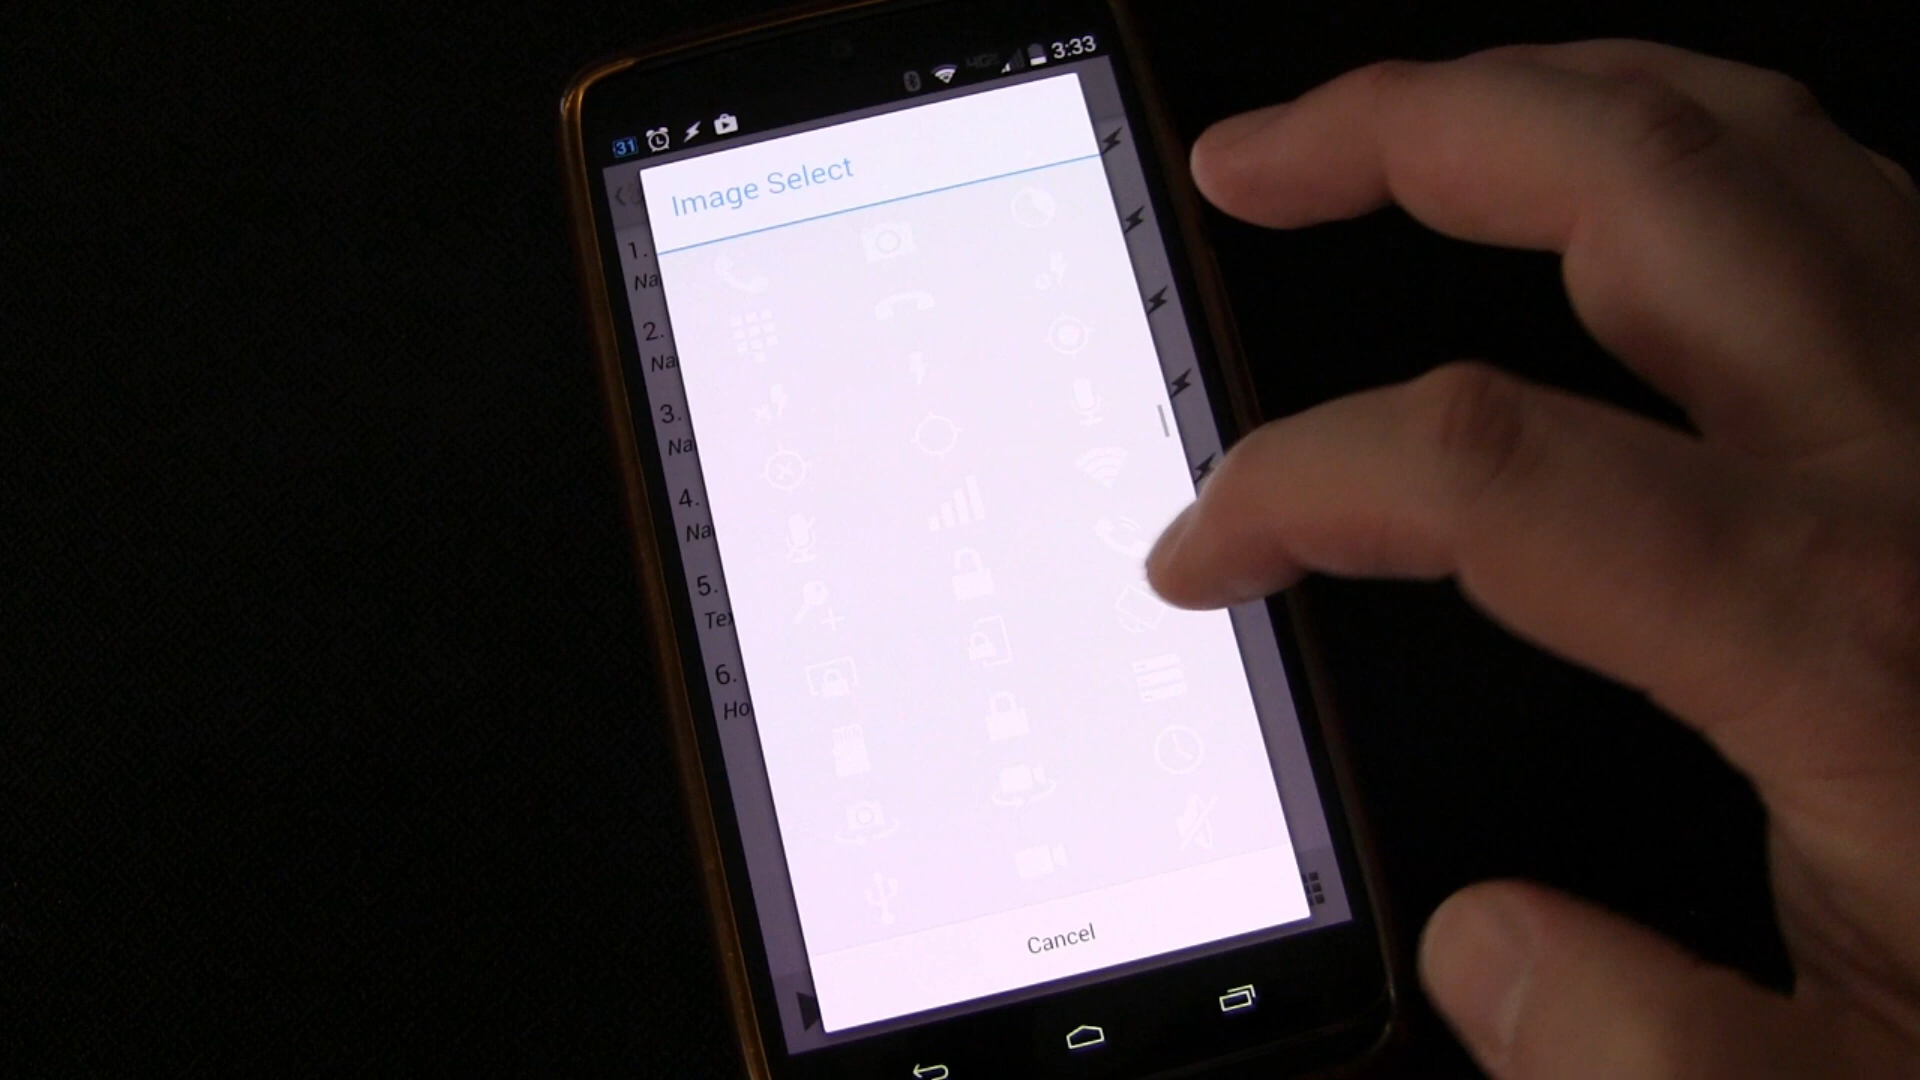 3:33
31
Image Select
1.
Na
2.
Na
3.
Na
4.
Na
5.
Te
6.
Ho
Cancel